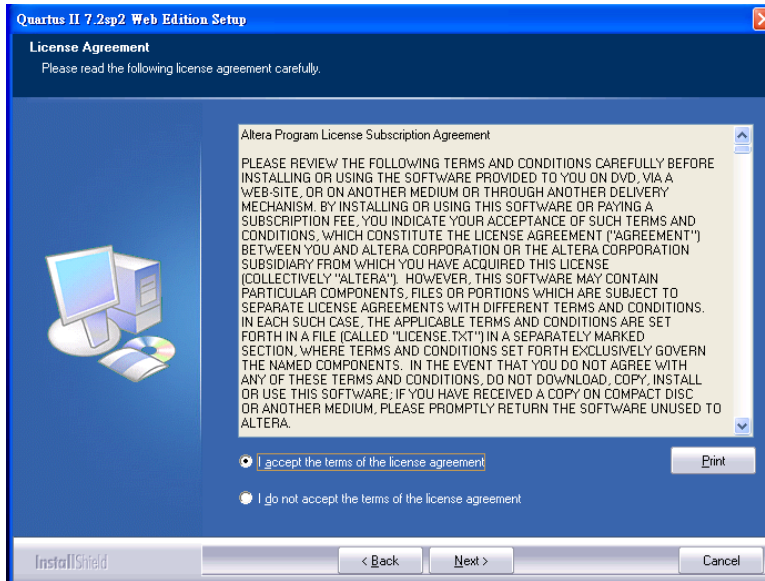 Quartus II 7.2sp2 Web Edition Setup
License Agreement
Please read the following license agreement carefully.
Altera Program License Subscription Agreement
PLEASE REVIEW THE FOLLOWING TERMS AND CONDITIONS CAREFULLY BEFORE
INSTALLING OR USING THE SOFTWARE PROVIDED TO YOU ON DVD, VIA A
WEB-SITE, OR ON ANOTHER MEDIUM OR THROUGH ANOTHER DELIVERY
MECHANISM. BY INSTALLING OR USING THIS SOFTWARE OR PAYING A
SUBSCRIPTION FEE, YOU INDICATE YOUR ACCEPTANCE OF SUCH TERMS AND
CONDITIONS, WHICH CONSTITUTE THE LICENSE AGREEMENT ("AGREEMENT")
BETWEEN YOU AND ALTERA CORPORATION OR THE ALTERA CORPORATION
SUBSIDIARY FROM WHICH YOU HAVE ACQUIRED THIS LICENSE
(COLLECTIVELY "ALTERA"). HOWEVER, THIS SOFTWARE MAY CONTAIN
PARTICULAR COMPONENTS, FILES OR PORTIONS WHICH ARE SUBJECT TO
SEPARATE LICENSE AGREEMENTS WITH DIFFERENT TERMS AND CONDITIONS.
IN EACH SUCH CASE, THE APPLICABLE TERMS AND CONDITIONS ARE SET
FORTH IN A FILE (CALLED "LICENSE.TXT") IN A SEPARATELY MARKED
SECTION, WHERE TERMS AND CONDITIONS SET FORTH EXCLUSIVELY GOVERN
THE NAMED COMPONENTS. IN THE EVENT THAT YOU DO NOT AGREE WITH
ANY OF THESE TERMS AND CONDITIONS, DO NOT DOWNLOAD, COPY, INSTALL
OR USE THIS SOFTWARE; IF YOU HAVE RECEIVED A COPY ON COMPACT DISC
OR ANOTHER MEDIUM, PLEASE PROMPTLY RETURN THE SOFTWARE UNUSED TO
ALTERA.
I accept the terms of the license agreement
Print
I do not accept the terms of the license agreement
InstallShield
< Back
Next >
Cancel